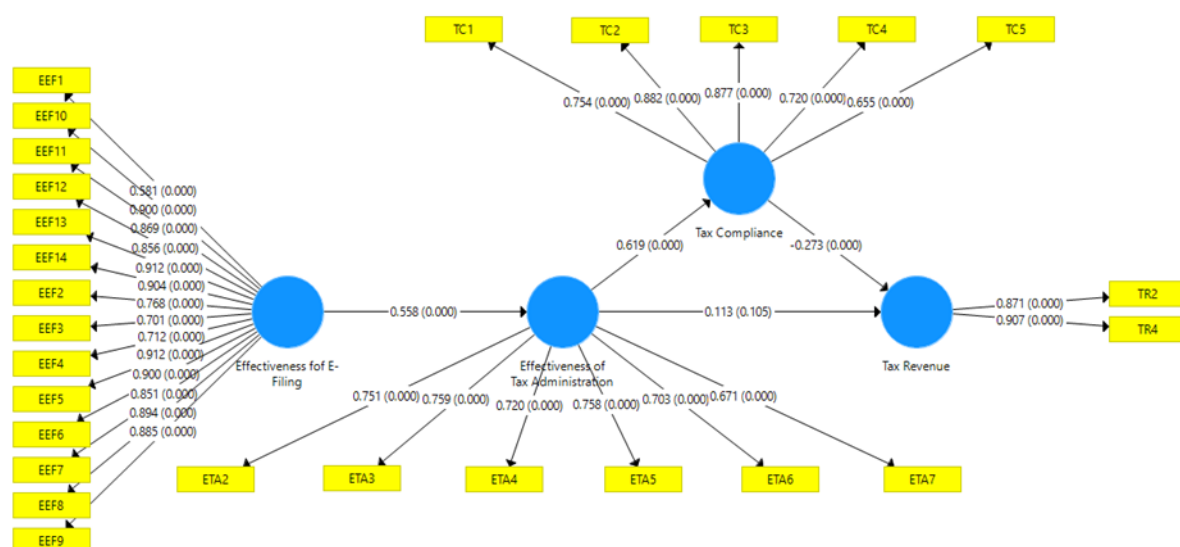 TC1
TC2
TC3
TC4
TC5
EEF1
EEF10
EEF11
EEF12
EEF13
EEF14
EEF2
EEF3
EEF4
EEF5
EEF6
EEF7
EEF8
EEF9
0.754 (0.000)
0.882 (0.000)
0.877 (0.000)
0.720 (0.000)
0.655 (0.000)
0.581 (0.000)
0.900 (0.000)
0.869 (0.000)
0.856 (0.000)
0.912 (0.000)
0.904 (0.000)
0.768 (0.000)
0.701 (0.000)
0.712 (0.000)
0.912 (0.000)
0.900 (0.000)
0.851 (0.000)
0.894 (0.000)
0.885 (0.000)
Tax Compliance
0.619 (0.000)
-0.273 (0.000)
0.558 (0.000)
0.113 (0.105)
0.871 (0.000)
0.907 (0.000)
TR2
TR4
Effectiveness fof E-
Filing
Effectiveness of
Tax Administration
Tax Revenue
0.751 (0.000)
0.759 (0.000)
0.720 (0.000)
0.758 (0.000)
0.703 (0.000)
0.671 (0.000)
ETA2
ETA3
ETA4
ETA5
ETA6
ETA7